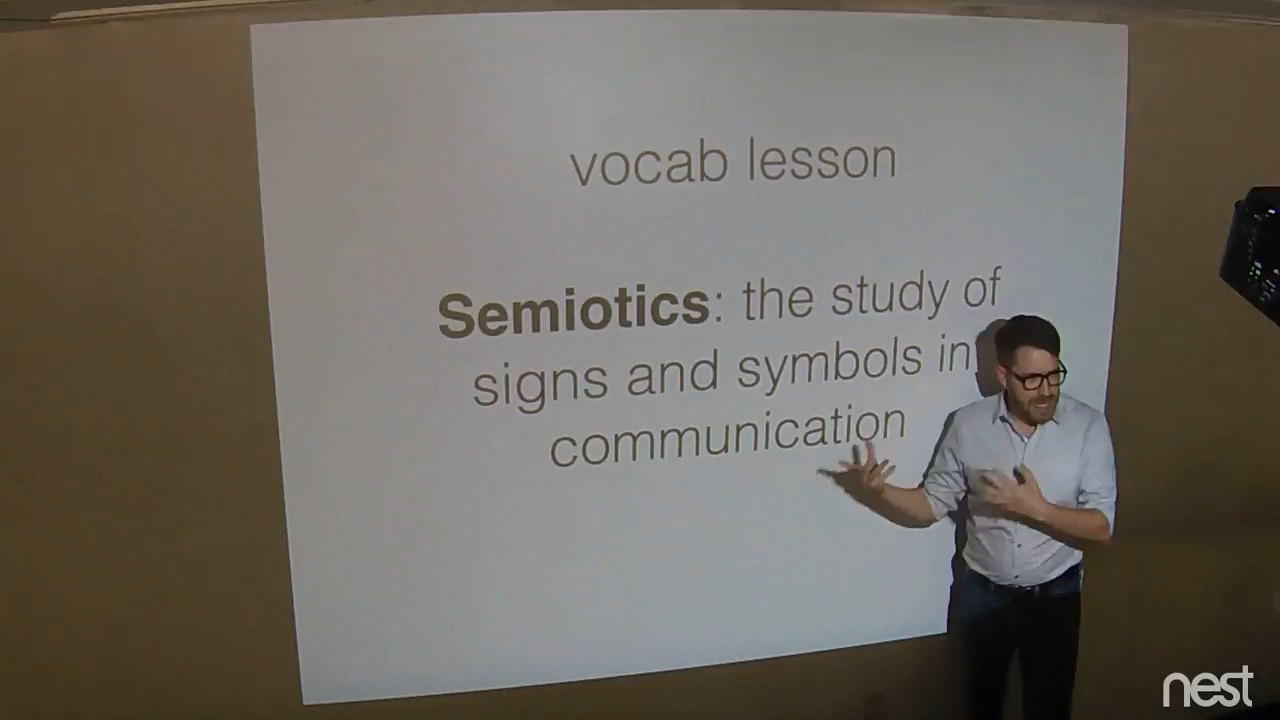 vocab lesson
Semiotics: the study of
signs and symbols in
communication
nest